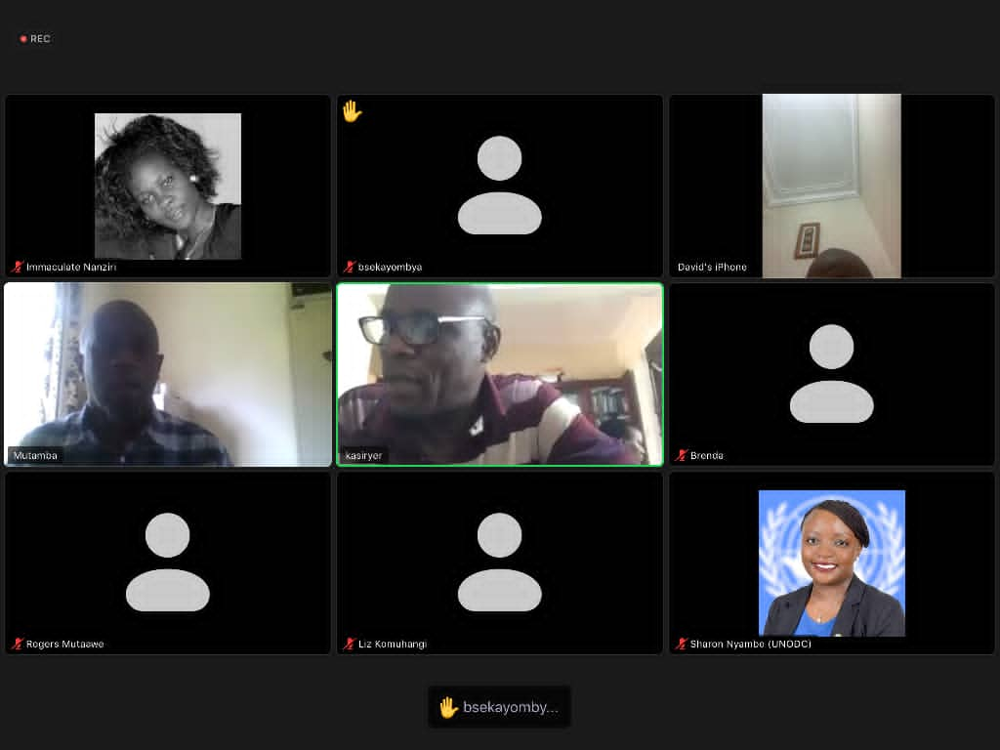 REC
Immaculate Nanziri
bsekayombya
David's iPhone
Mutamba
kasiryer
Brenda
Rogers Mutaawe
Liz Komuhangi
Sharon Nyambe (UNODC)
bsekayomby...